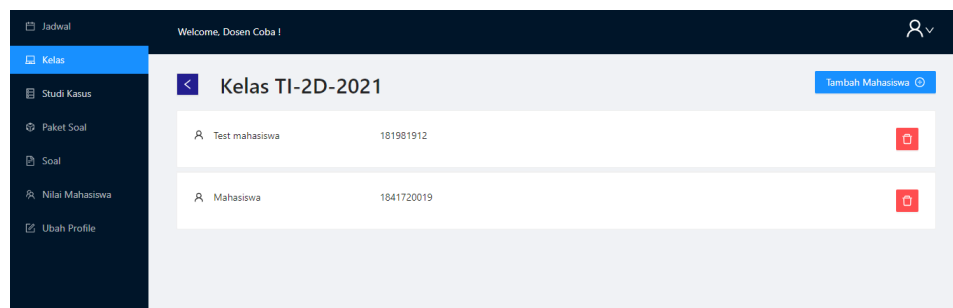 Jadwal
Welcome, Dosen Coba !
Kelas
Studi Kasus
Paket Soal
Soal
Nilai Mahasiswa
Ubah Profile
Kelas TI-2D-2021
Tambah Mahasiswa
Test mahasiswa 181981912
Mahasiswa 1841720019